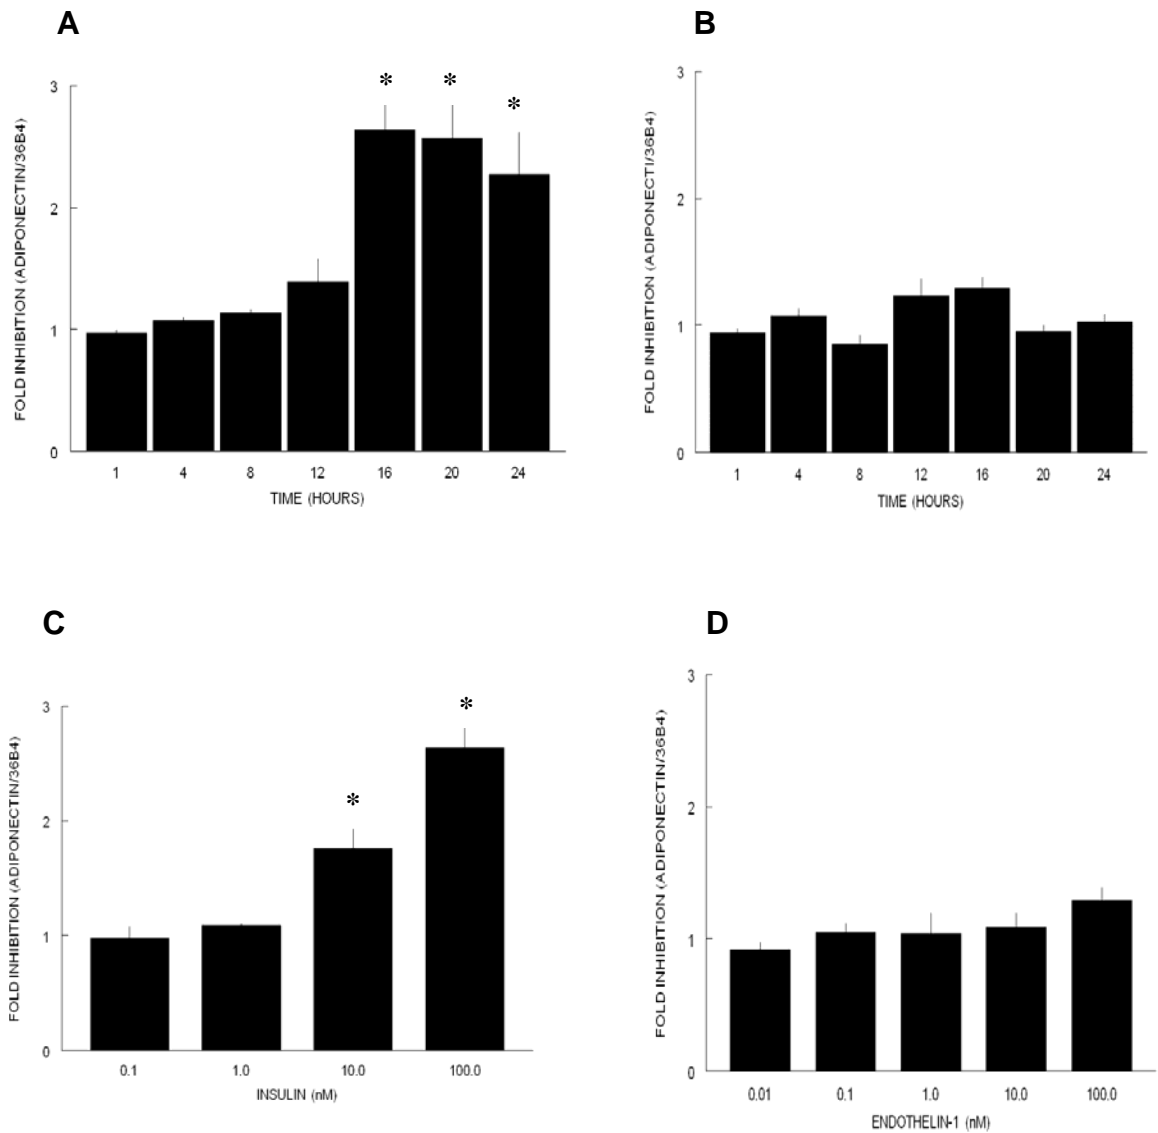 A
FOLD INHIBITION (ADIPONECTIN/36B4)
3
2
1
0
* * *
1 4 8 12 16 20 24
TIME (HOURS)
B
FOLD INHIBITION (ADIPONECTI/36B4)
3
2
1
0
1 4 8 12 16 20 24
TIME (HOURS)
C
FOLD INHIBITION (ADIPONECTIN/36B4)
3
2
1
0
* *
0.1 1.0 10.0 100.0
INSULIN (nM)
D
FOLD INHIBITION (ADIPONECTIN/36B4)
3
2
1
0
0.01 0.1 1.0 10.0 100.0
ENDOTHELIN-1 (nM)